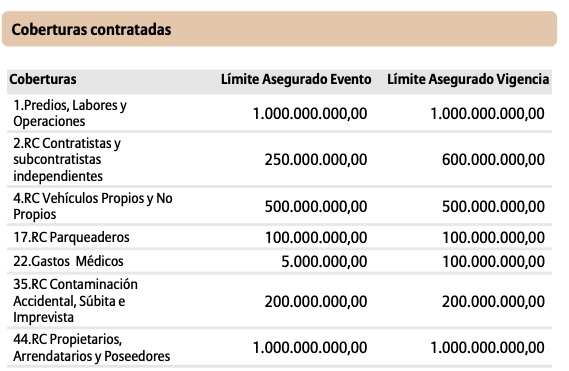 Coberturas contratadas
Coberturas Límite Asegurado Evento Límite Asegurado Vigencia
1.Predios, Labores y
Operaciones 1.000.000.000,00 1.000.000.000,00
2.RC Contratistas y
subcontratistas 250.000.000,00 600.000.000,00
independientes
4.RC Vehículos Propios y No
Propios 500.000.000,00 500.000.000,00
17.RC Parqueaderos 100.000.000,00 100.000.000,00
22.Gastos Médicos 5.000.000,00 100.000.000,00
35.RC Contaminación
Accidental, Súbita e 200.000.000,00 200.000.000,00
Imprevista
44.RC Propietarios,
Arrendatarios y Poseedores 1.000.000.000,00 1.000.000.000,00